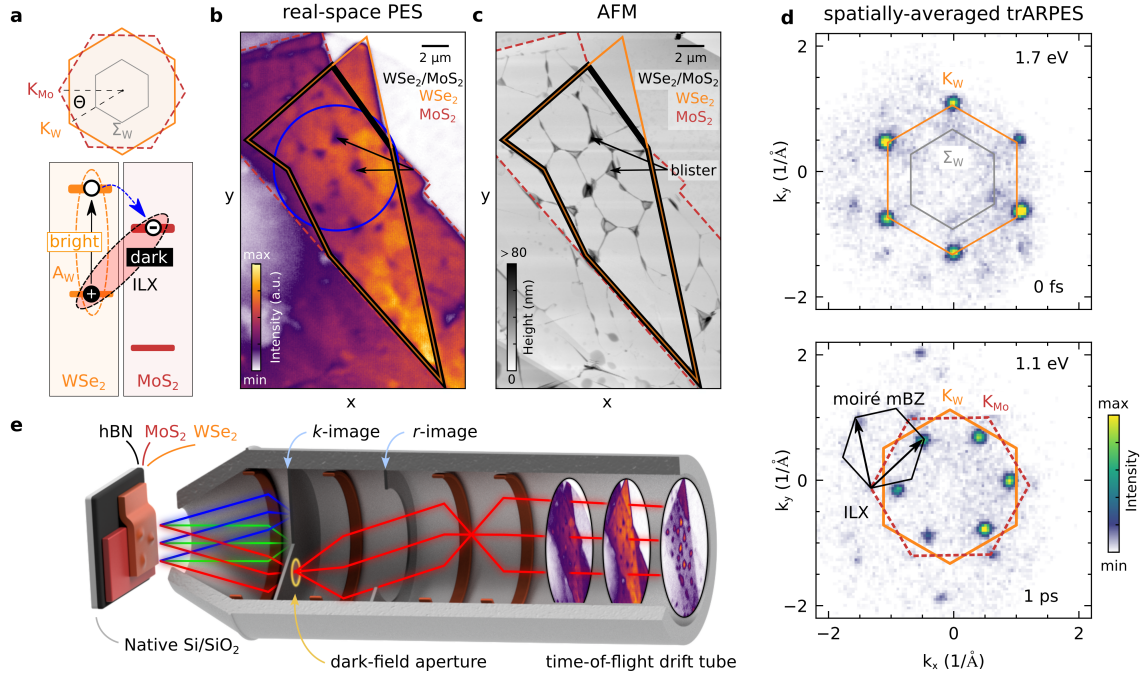 a
K_Mo
Θ
K_W
Σ_W
bright
A_W
dark
ILX
WSe₂
MoS₂
b
real-space PES
2 μm
WSe₂/MoS₂
WSe₂
MoS₂
max
Intensity (a.u.)
min
y
x
c
AFM
2 μm
WSe₂/MoS₂
WSe₂
MoS₂
blister
> 80
Height (nm)
0
y
x
d
spatially-averaged trARPES
1.7 eV
K_W
Σ_W
0 fs
2
0
−2
k_y (1/Å)
1.1 eV
moiré mBZ
K_W
K_Mo
ILX
1 ps
2
0
−2
k_y (1/Å)
−2
0
2
k_x (1/Å)
max
Intensity
min
e
hBN
MoS₂
WSe₂
k-image
r-image
Native Si/SiO₂
dark-field aperture
time-of-flight drift tube